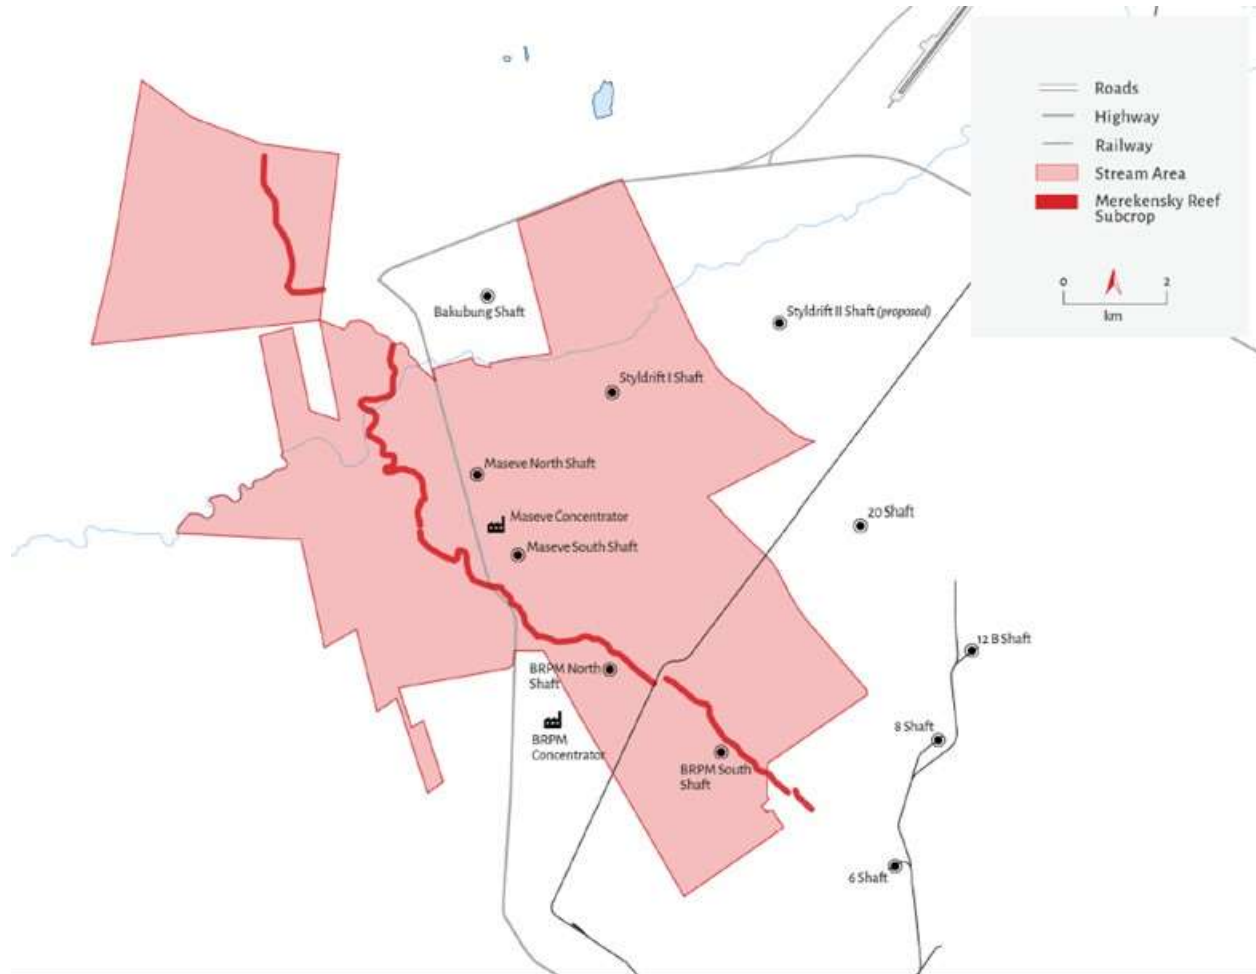 Roads
Highway
Railway
Stream Area
Merekensky Reef
Subcrop
0
2
km
Bakubung Shaft
Styldrift II Shaft (proposed)
Styldrift I Shaft
Maseve North Shaft
Maseve Concentrator
20 Shaft
Maseve South Shaft
12 B Shaft
BRPM North
Shaft
8 Shaft
BRPM
Concentrator
BRPM South
Shaft
6 Shaft